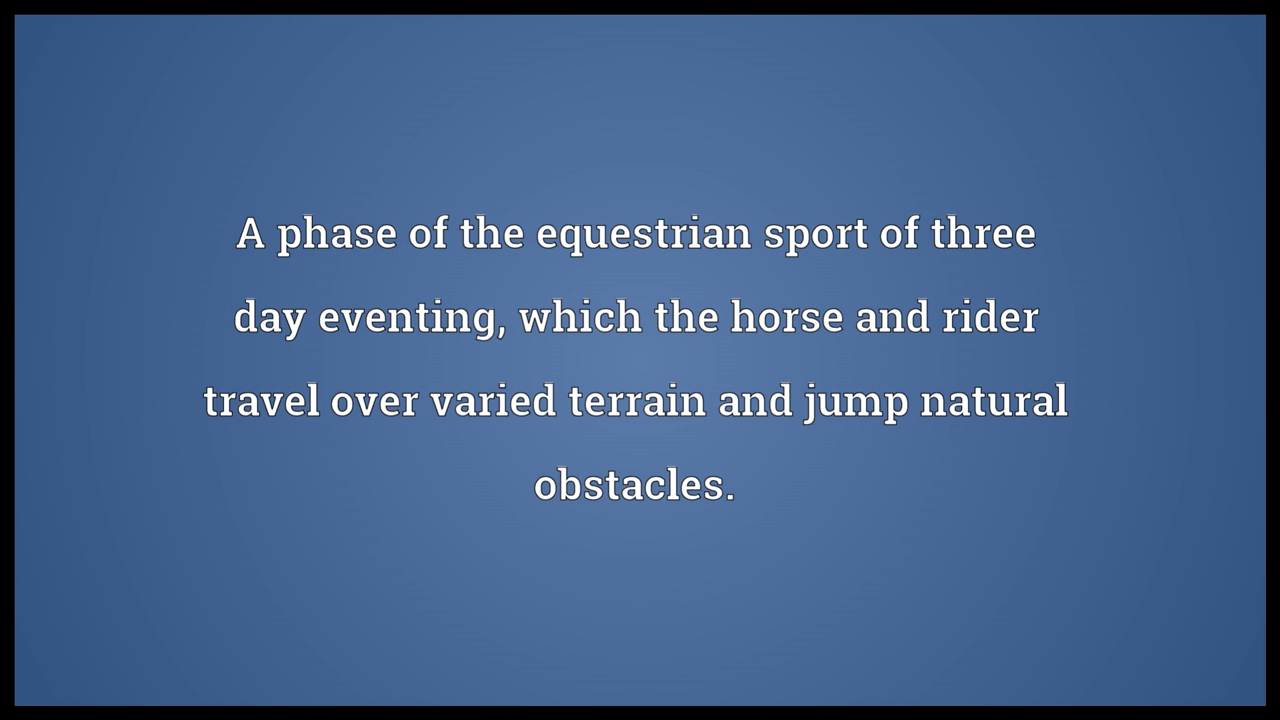 A phase of the equestrian sport of three
day eventing, which the horse and rider
travel over varied terrain and jump natural
obstacles.